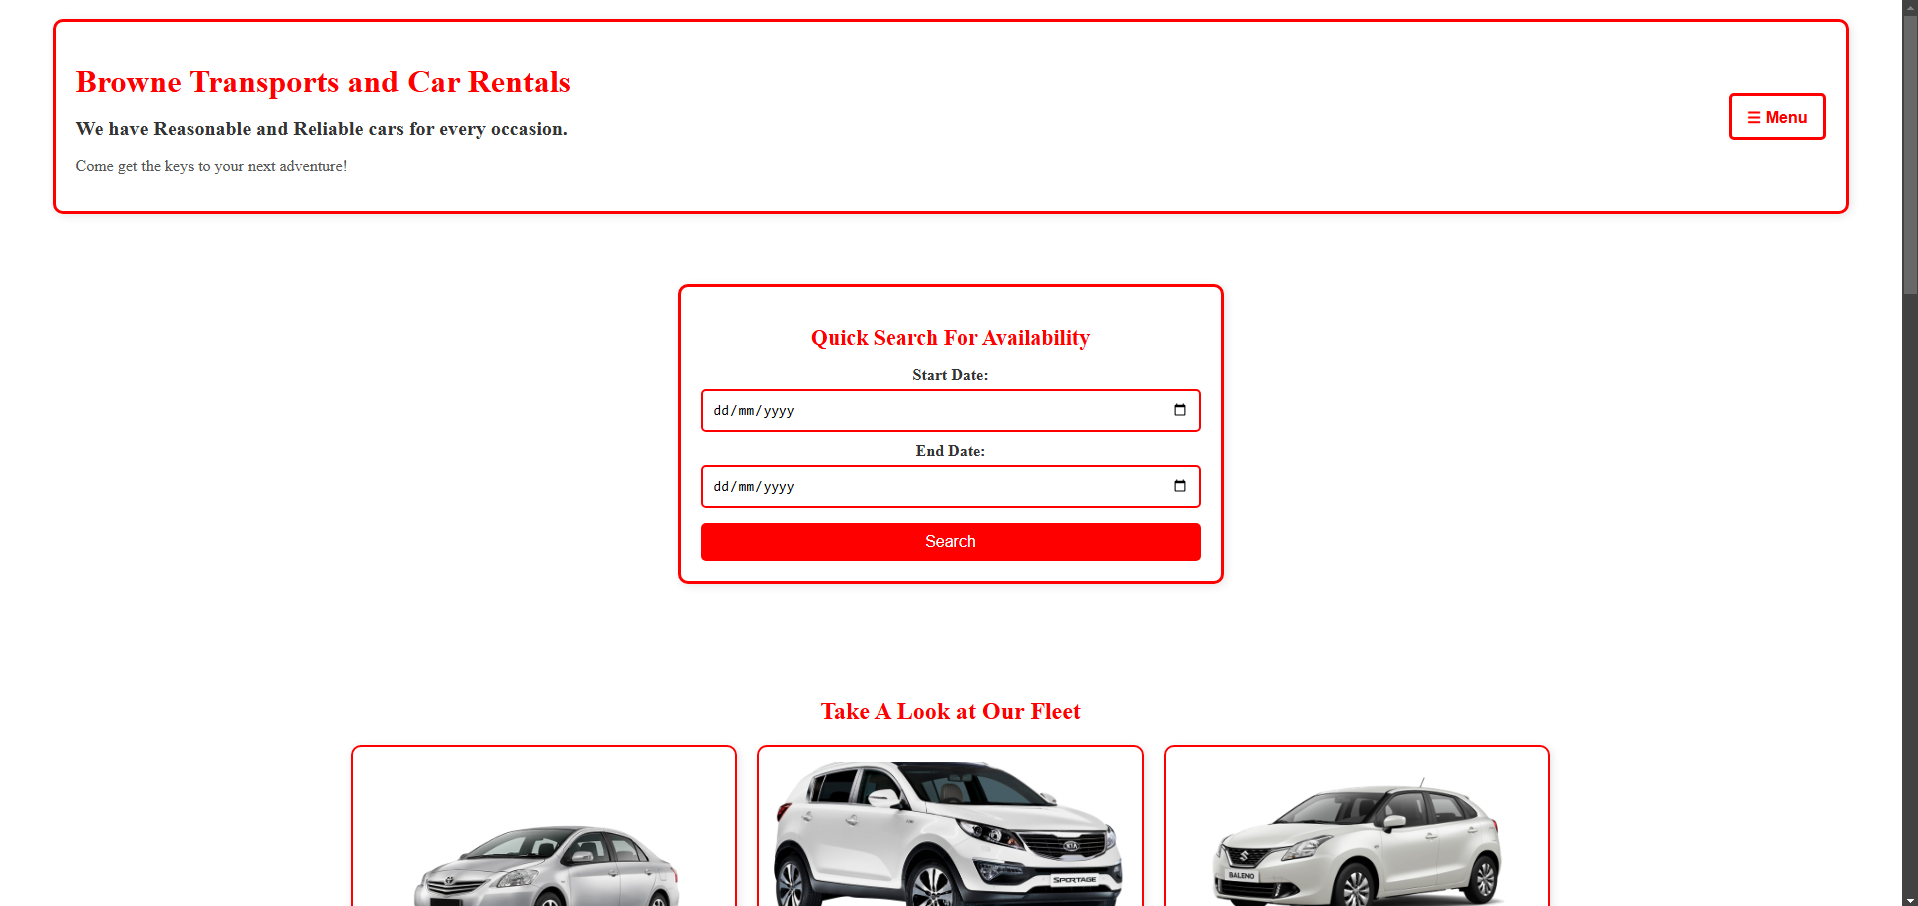 Browne Transports and Car Rentals
We have Reasonable and Reliable cars for every occasion.
Come get the keys to your next adventure!
☰ Menu
Quick Search For Availability
Start Date:
dd/mm/yyyy
End Date:
dd/mm/yyyy
Search
Take A Look at Our Fleet
KIA
SPORTAGE
BALENO